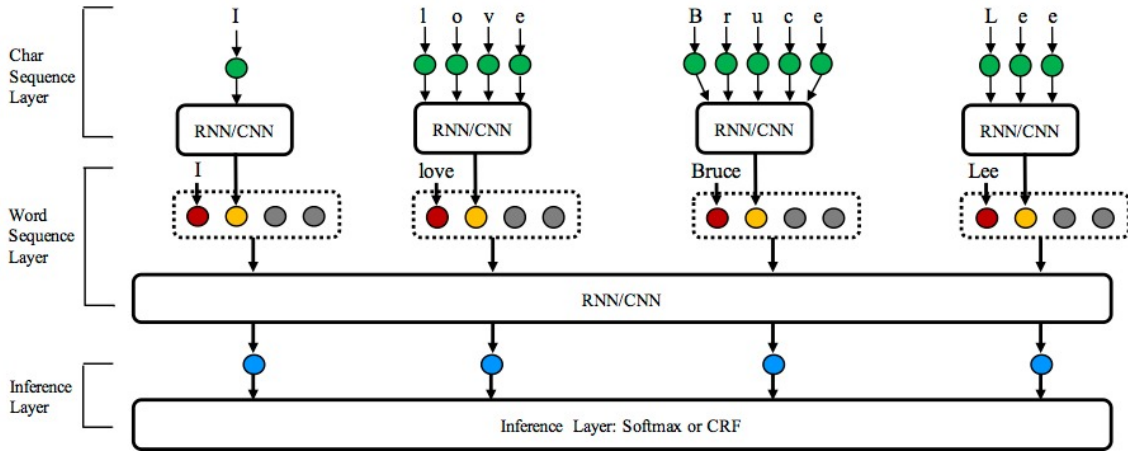 I l o v e B r u c e L e e
Char
Sequence
Layer
RNN/CNN RNN/CNN RNN/CNN RNN/CNN
I love Bruce Lee
Word
Sequence
Layer
RNN/CNN
Inference
Layer
Inference Layer: Softmax or CRF